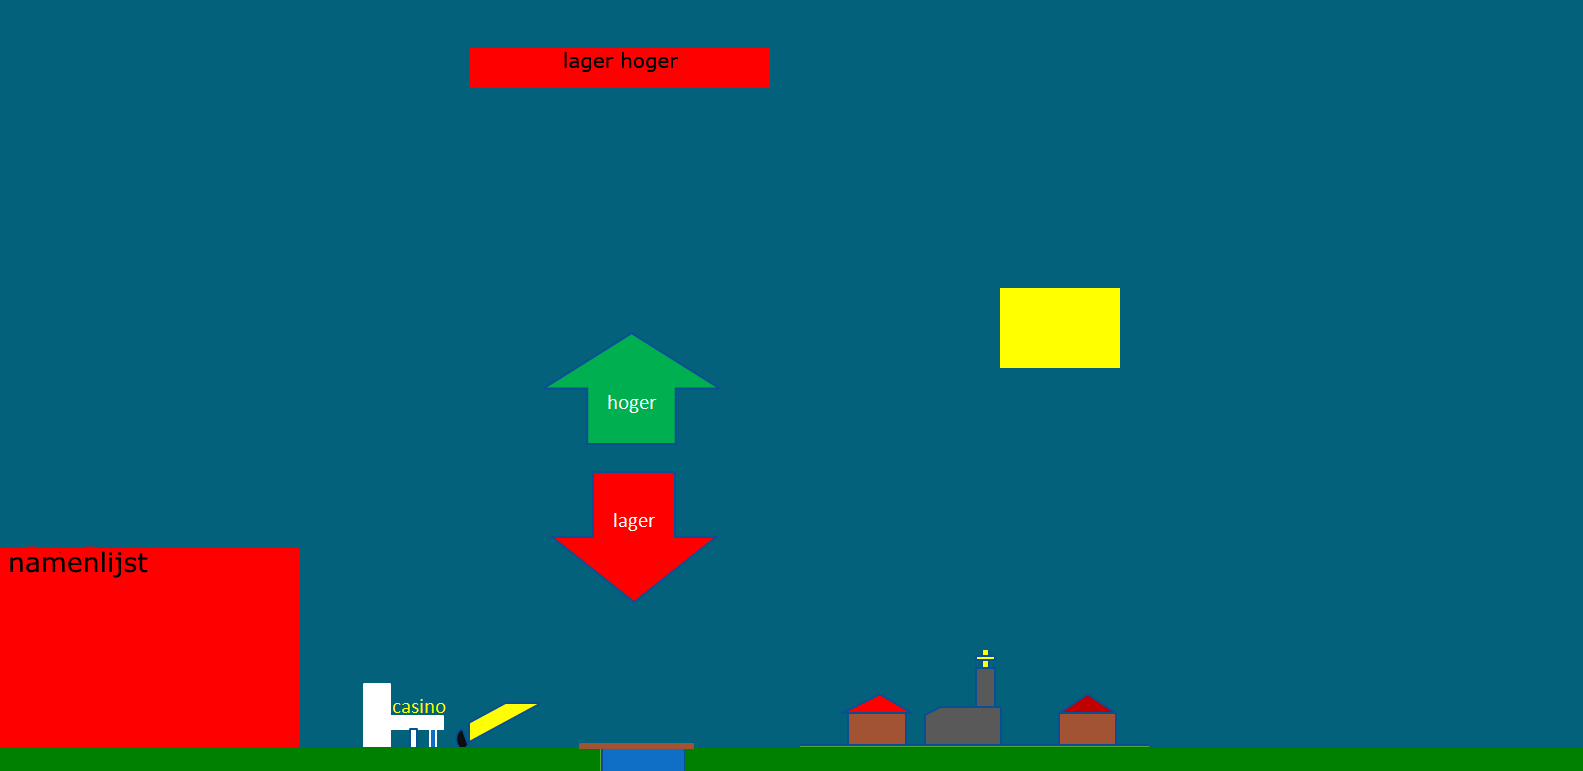 lager hoger
hoger
lager
namenlijst
casino